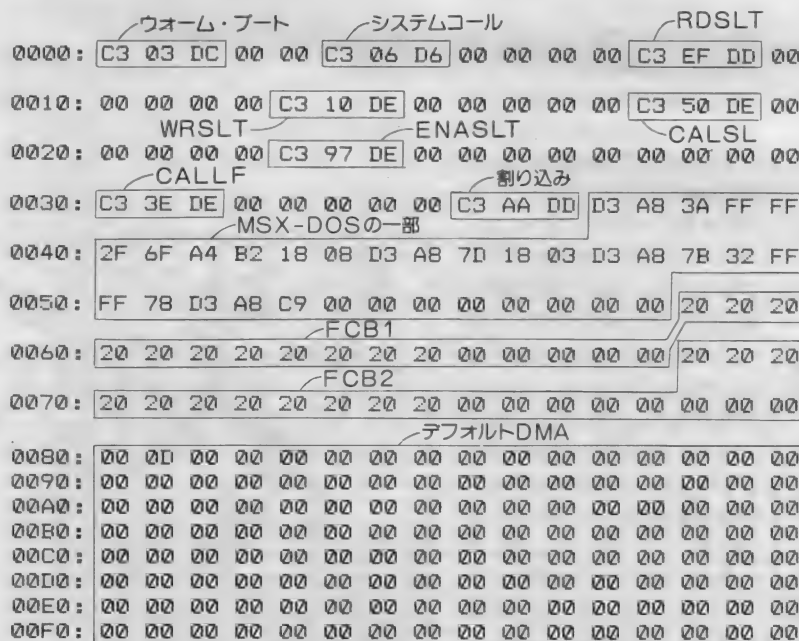 ウォーム・ブート システムコール RDSLT
0000: C3 03 DC 00 00 C3 06 D6 00 00 00 00 C3 EF DD 00
0010: 00 00 00 00 C3 10 DE 00 00 00 00 00 C3 50 DE 00
WRSLT ENASLT CALSL
0020: 00 00 00 00 C3 97 DE 00 00 00 00 00 00 00 00 00
CALLF 割り込み
0030: C3 3E DE 00 00 00 00 00 C3 AA DD D3 A8 3A FF FF
MSX-DOSの一部
0040: 2F 6F A4 B2 18 08 D3 A8 7D 18 03 D3 A8 7B 32 FF
0050: FF 78 D3 A8 C9 00 00 00 00 00 00 00 00 20 20 20
FCB1
0060: 20 20 20 20 20 20 20 20 00 00 00 00 00 20 20 20
FCB2
0070: 20 20 20 20 20 20 20 20 00 00 00 00 00 00 00 00
デフォルトDMA
0080: 00 0D 00 00 00 00 00 00 00 00 00 00 00 00 00 00
0090: 00 00 00 00 00 00 00 00 00 00 00 00 00 00 00 00
00A0: 00 00 00 00 00 00 00 00 00 00 00 00 00 00 00 00
00B0: 00 00 00 00 00 00 00 00 00 00 00 00 00 00 00 00
00C0: 00 00 00 00 00 00 00 00 00 00 00 00 00 00 00 00
00D0: 00 00 00 00 00 00 00 00 00 00 00 00 00 00 00 00
00E0: 00 00 00 00 00 00 00 00 00 00 00 00 00 00 00 00
00F0: 00 00 00 00 00 00 00 00 00 00 00 00 00 00 00 00